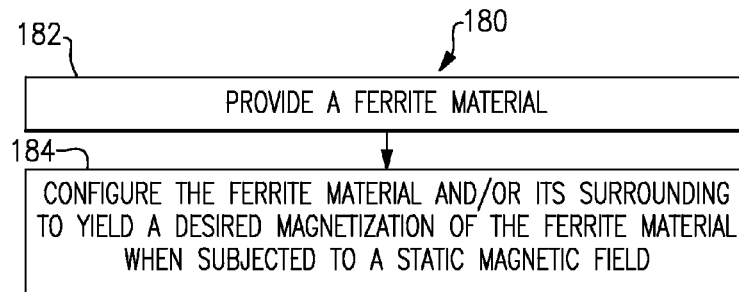 182
180
PROVIDE A FERRITE MATERIAL
184
CONFIGURE THE FERRITE MATERIAL AND/OR ITS SURROUNDING
TO YIELD A DESIRED MAGNETIZATION OF THE FERRITE MATERIAL
WHEN SUBJECTED TO A STATIC MAGNETIC FIELD